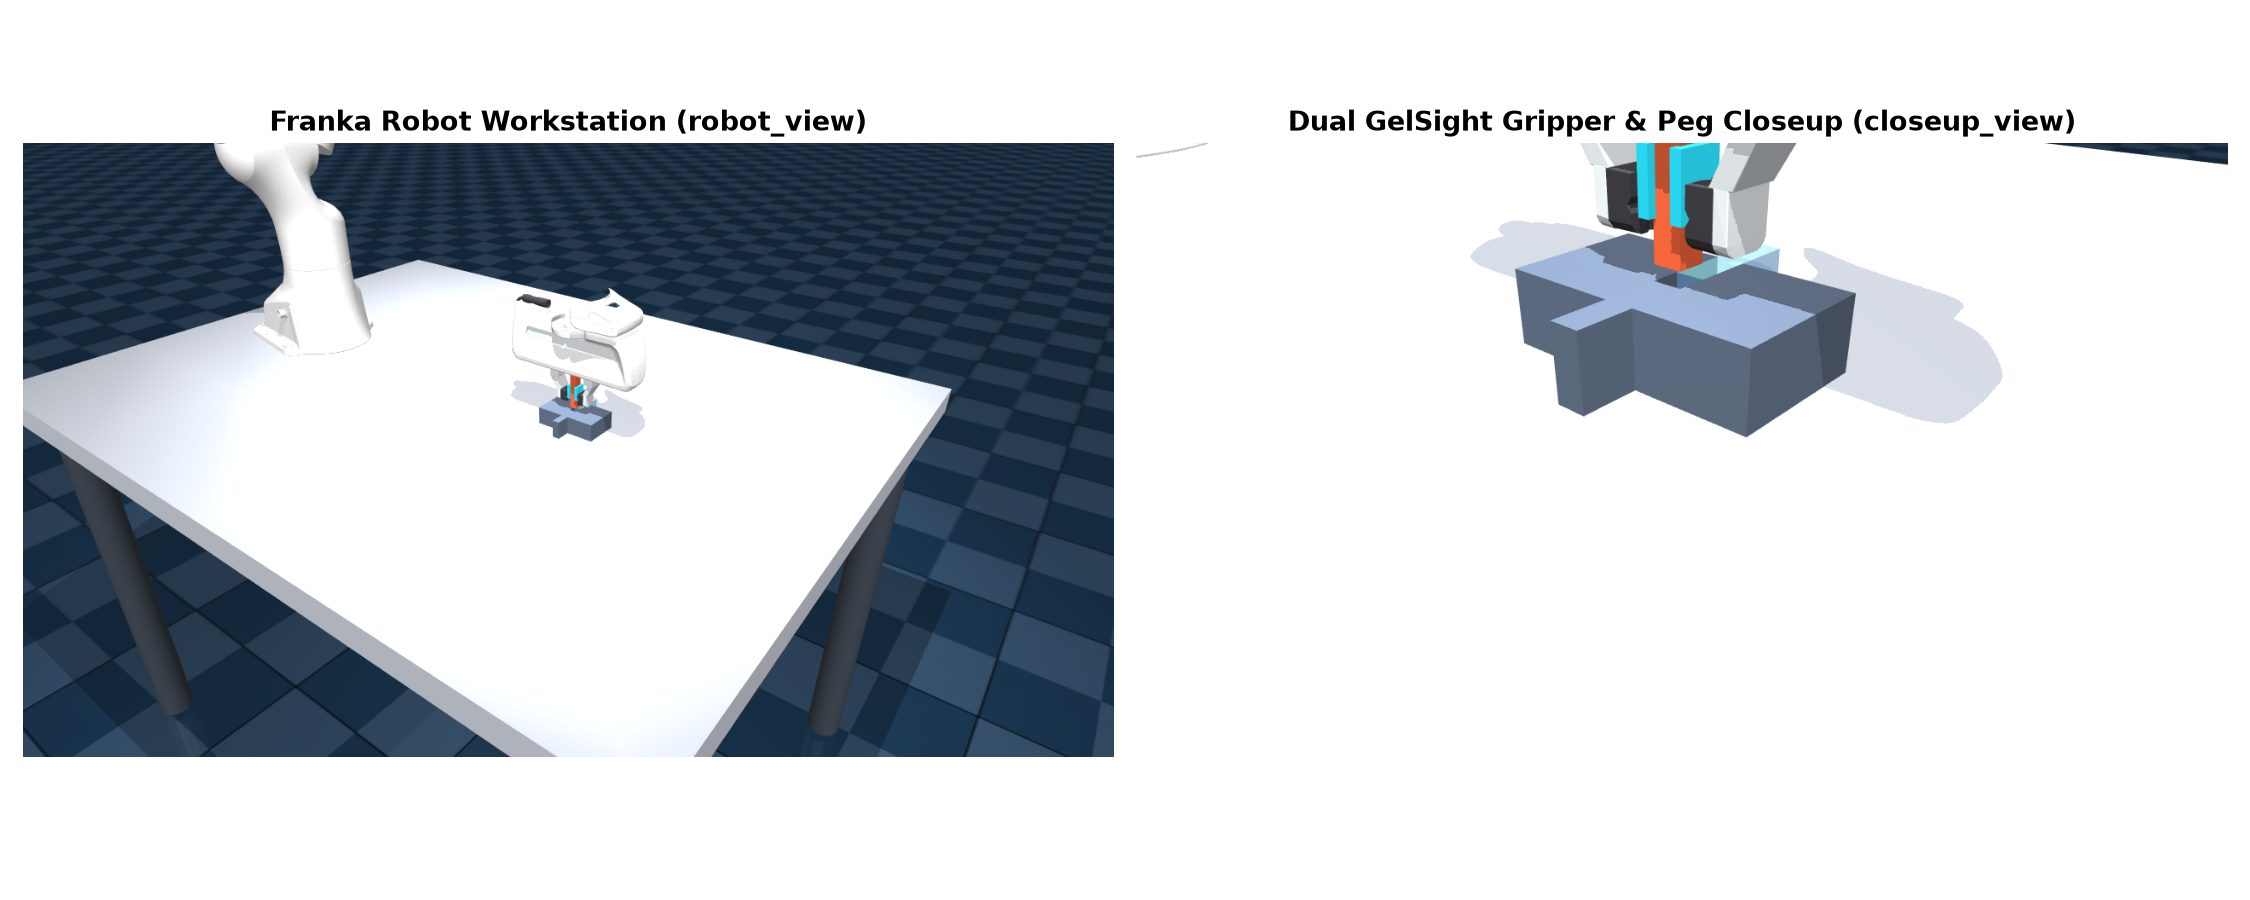 Franka Robot Workstation (robot_view)
Dual GelSight Gripper & Peg Closeup (closeup_view)